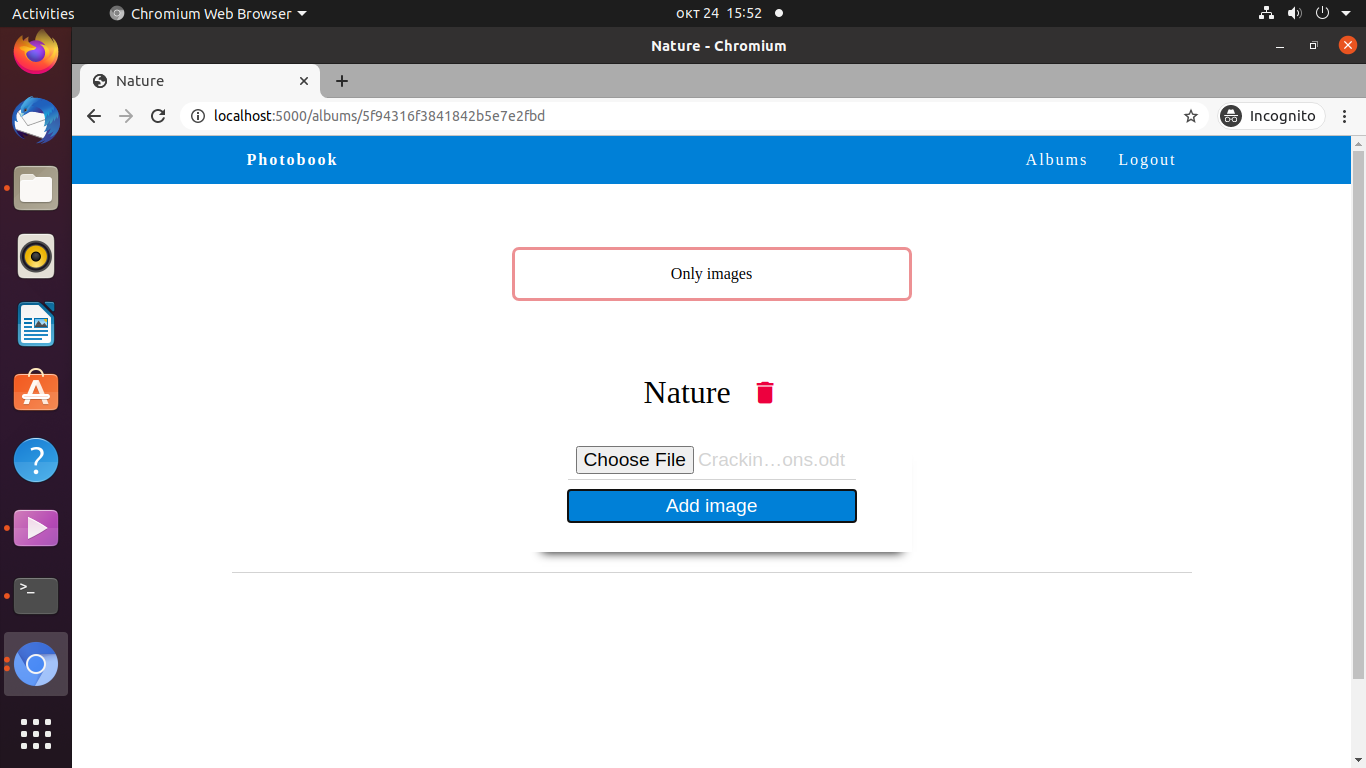 Activities Chromium Web Browser окт 24 15:52
Nature - Chromium
Nature
localhost:5000/albums/5f94316f3841842b5e7e2fbd Incognito
Photobook Albums Logout
Only images
Nature
Choose File Crackin…ons.odt
Add image